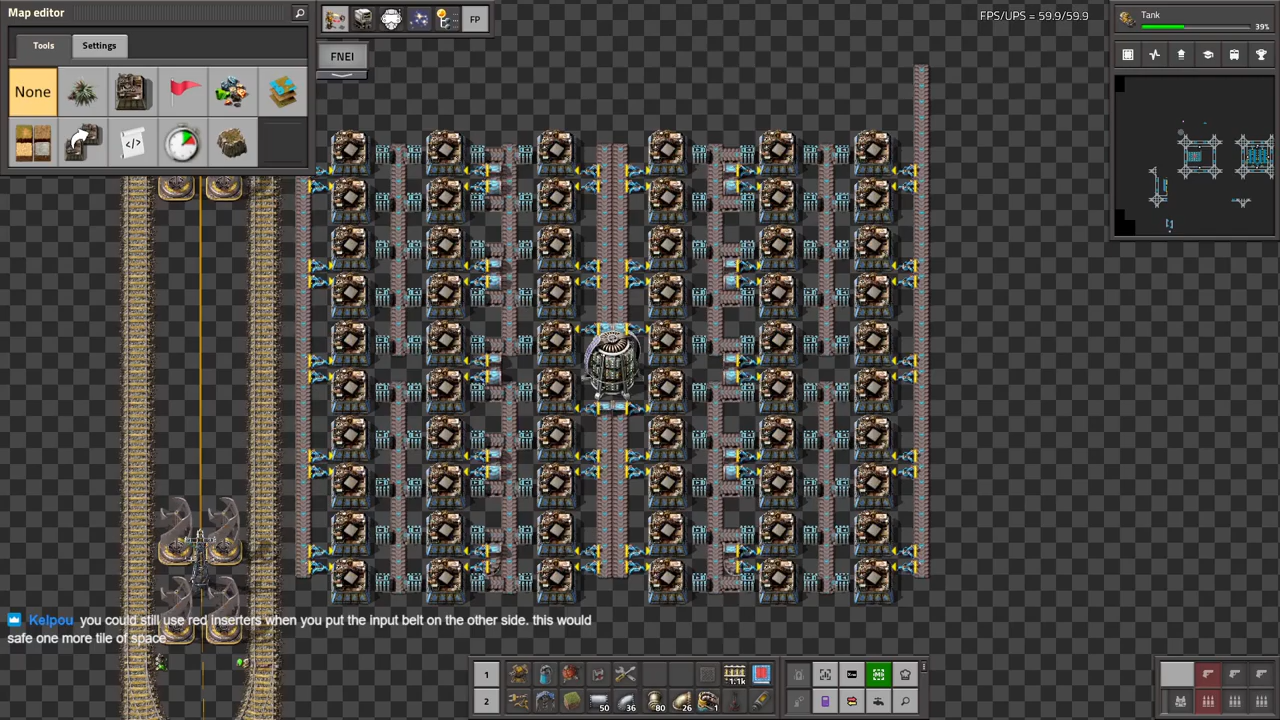 Map editor
FP
FPS/UPS = 59.9/59.9
Tank
39%
Tools
Settings
FNEI
None
</>
Kelpou you could still use red inserters when you put the input belt on the other side. this would
safe one more tile of space
1
1.1k
2
50
36
80
26
1